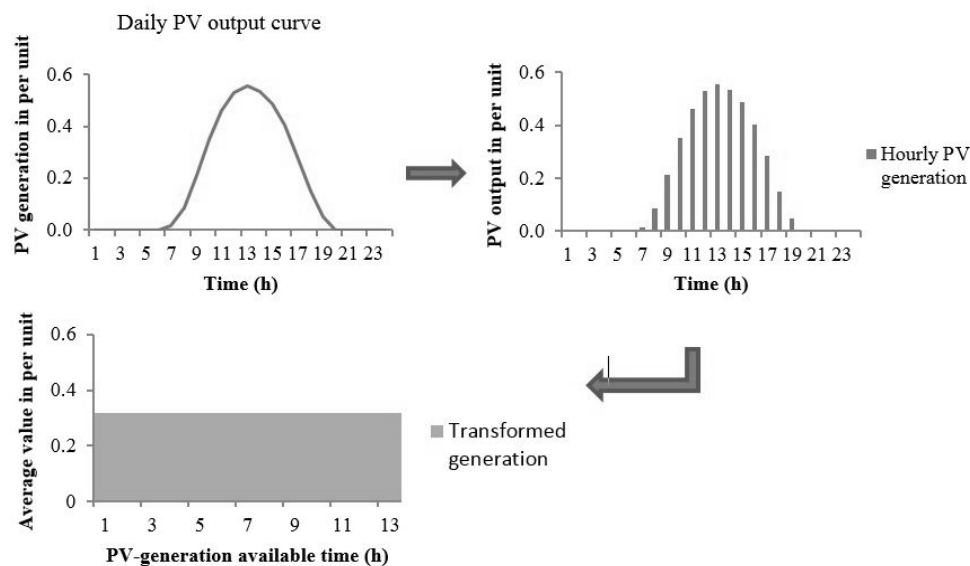 Daily PV output curve
PV generation in per unit
0.6
0.4
0.2
0.0
1 3 5 7 9 11 13 15 17 19 21 23
Time (h)
PV output in per unit
0.6
0.4
0.2
0.0
1 3 5 7 9 11 13 15 17 19 21 23
Time (h)
Hourly PV
generation
Average value in per unit
0.6
0.4
0.2
0
1 3 5 7 9 11 13
PV-generation available time (h)
Transformed
generation